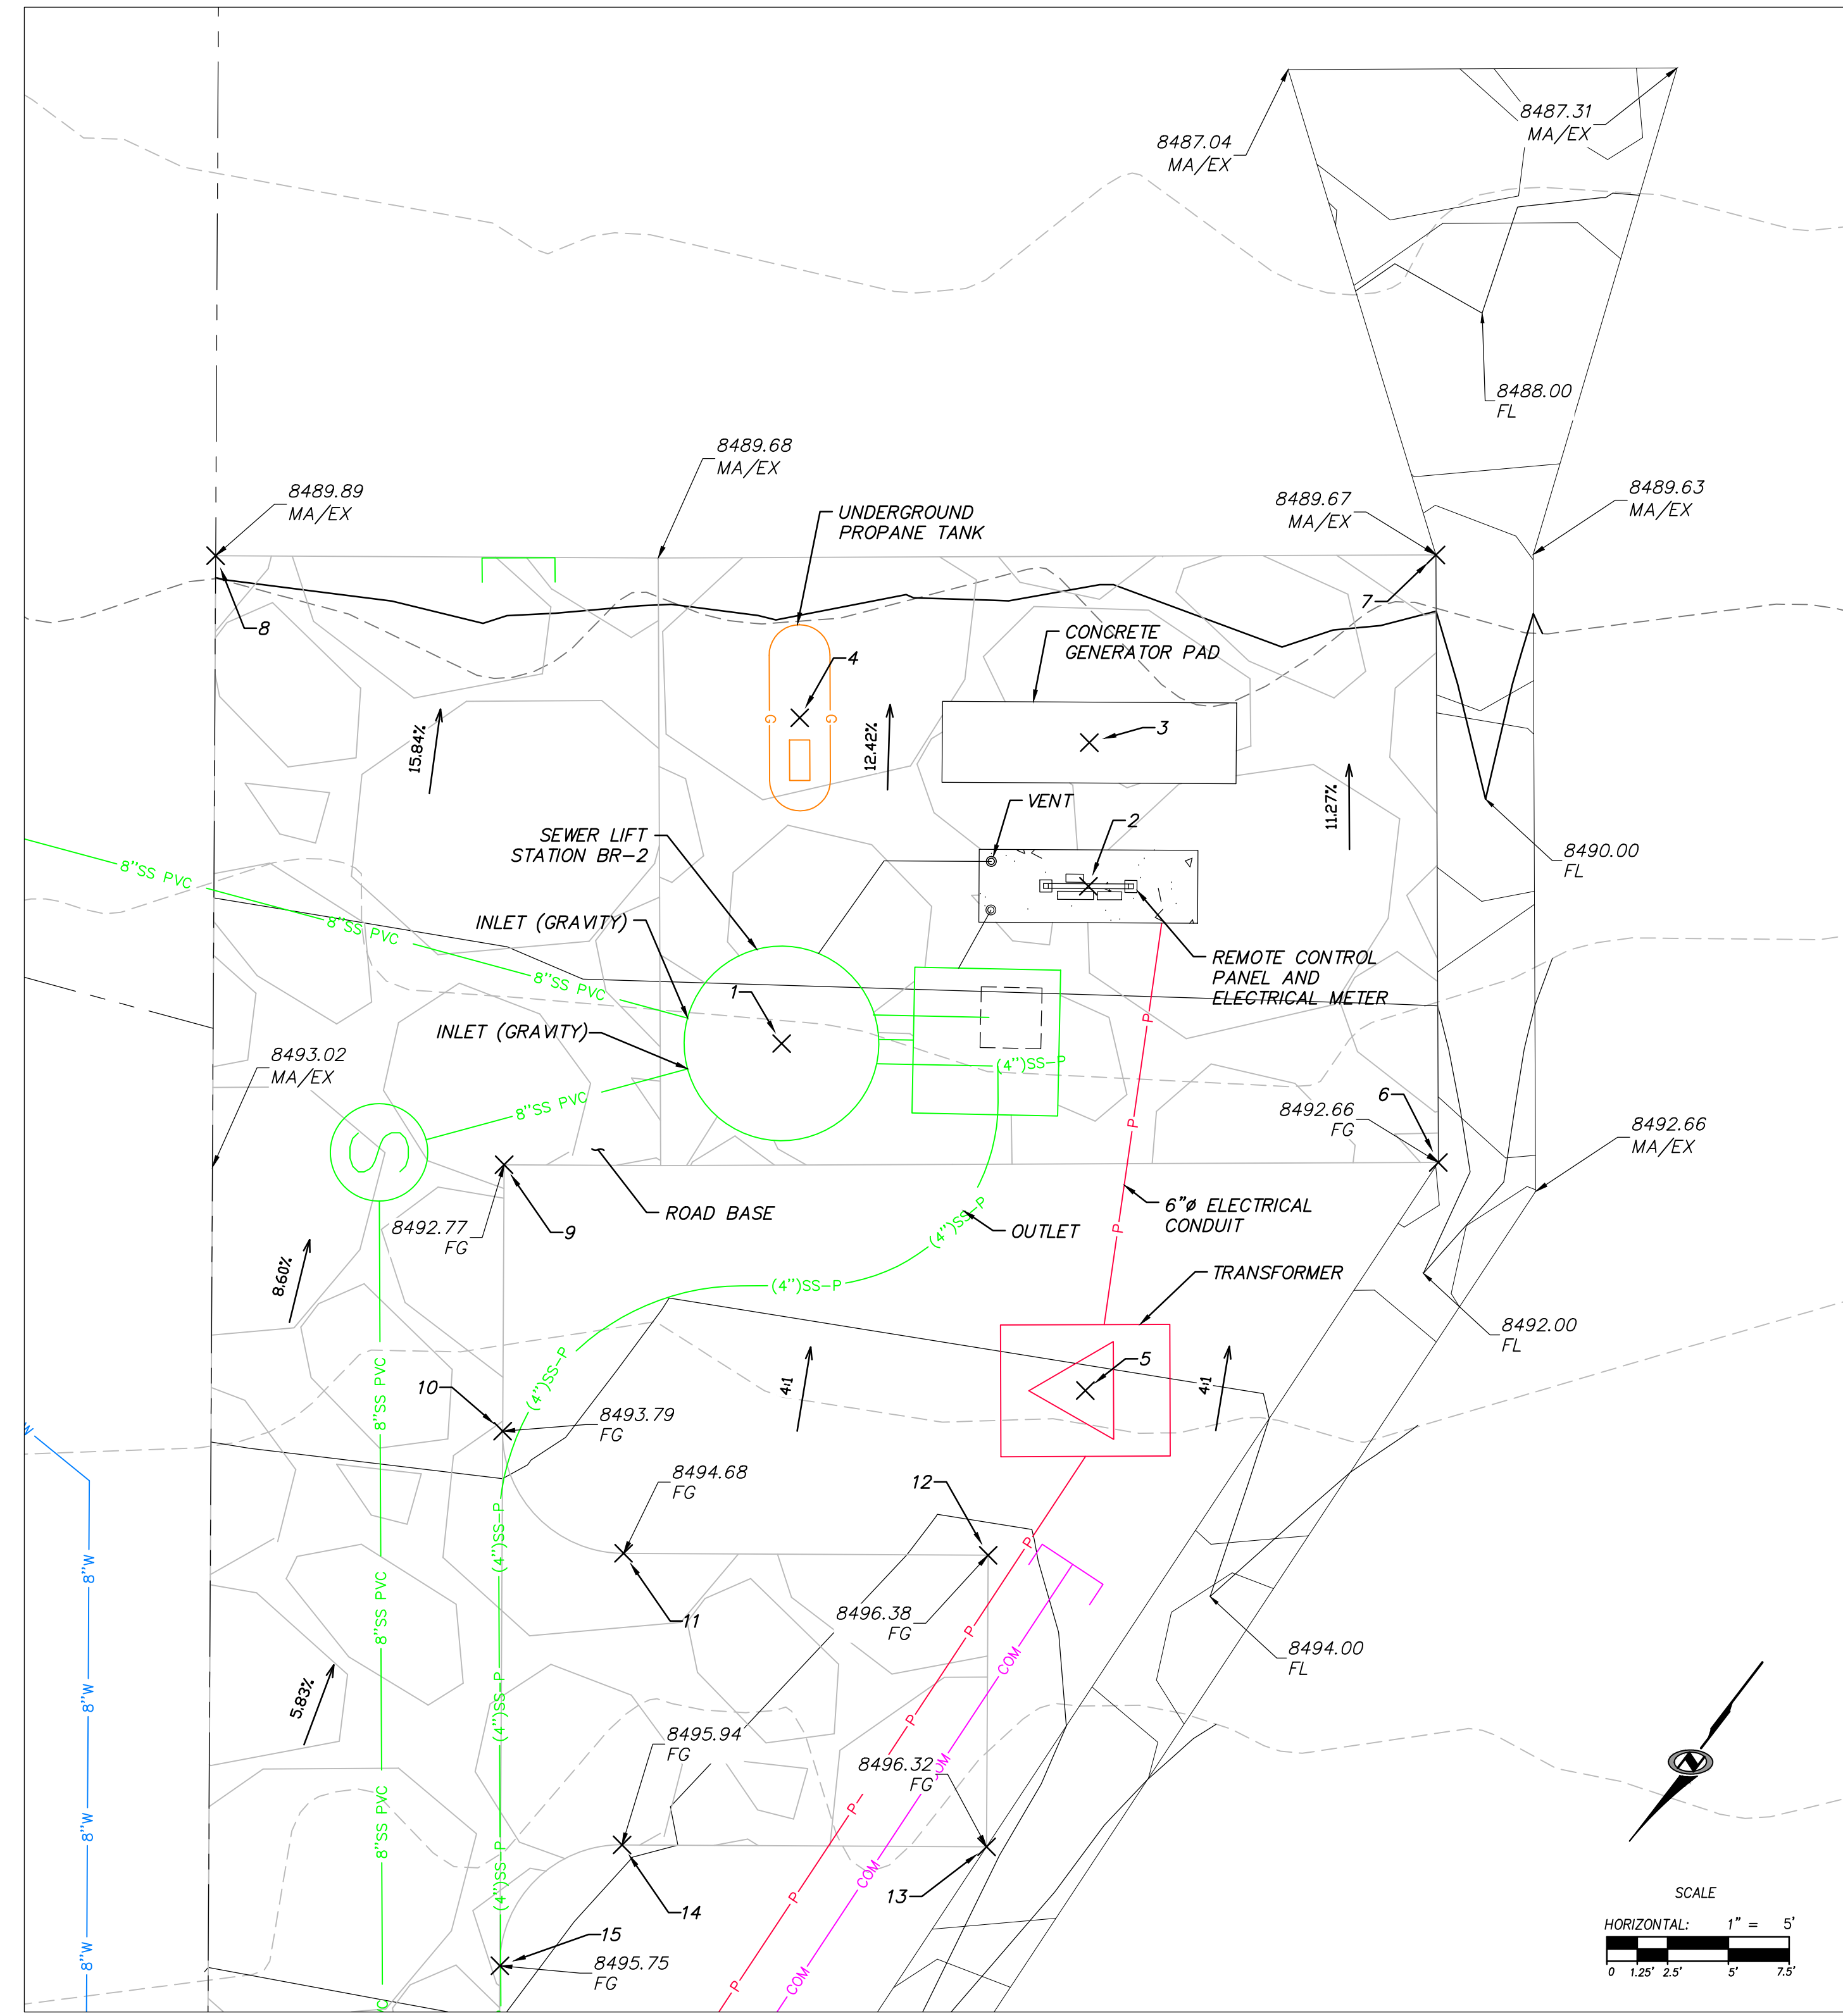 8487.31
MA/EX
8487.04
MA/EX
8488.00
FL
8489.68
MA/EX
8489.89
MA/EX
8489.67
MA/EX
8489.63
MA/EX
UNDERGROUND
PROPANE TANK
7
8
CONCRETE
GENERATOR PAD
4
G
G
3
15.84%
12.42%
11.27%
VENT
2
SEWER LIFT
STATION BR-2
8490.00
FL
8"SS PVC
8"SS PVC
8"SS PVC
INLET (GRAVITY)
REMOTE CONTROL
PANEL AND
ELECTRICAL METER
1
INLET (GRAVITY)
P
8493.02
MA/EX
(4")SS-P
8"SS PVC
6
8492.66
FG
P
8492.66
MA/EX
S
8492.77
FG
9
ROAD BASE
(4")SS-P
OUTLET
6"ø ELECTRICAL
CONDUIT
P
8.60%
(4")SS-P
TRANSFORMER
8492.00
FL
8"SS PVC
(4")SS-P
10
4:1
5
4:1
8493.79
FG
W
8494.68
FG
12
8"W
(4")SS-P
8"SS PVC
P
11
8496.38
FG
P
COM
8494.00
FL
5.83%
8"W
(4")SS-P
P
8495.94
FG
8496.32
FG
OM
N
8"W
8"SS PVC
P
(4")SS-P
COM
13
14
P
SCALE
HORIZONTAL: 1" = 5'
0 1.25' 2.5' 5' 7.5'
15
8495.75
FG
8"W
P
COM
C